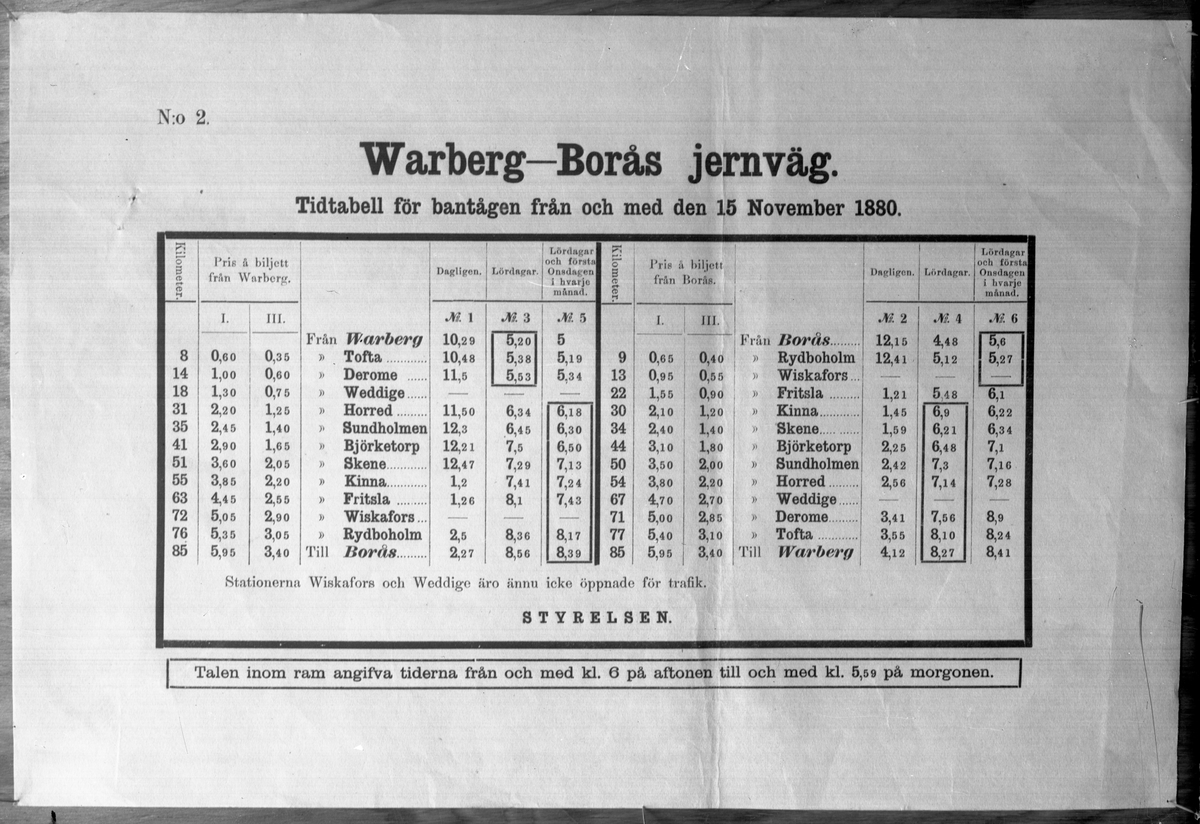 N:o 2.
Warberg—Borås jernväg.
Tidtabell för bantågen från och med den 15 November 1880.
Kilometer. Pris å biljett från Warberg. Dagligen. Lördagar. Lördagar och första Onsdagen i hvarje månad. Kilometer. Pris å biljett från Borås. Dagligen. Lördagar. Lördagar och första Onsdagen i hvarje månad.
I. III. № 1 № 3 № 5 I. III. № 2 № 4 № 6
Från Warberg 10,29 5,20 5 Från Borås......... 12,15 4,48 5,6
8 0,60 0,35 » Tofta ............ 10,48 5,38 5,19 9 0,65 0,40 » Rydboholm 12,41 5,12 5,27
14 1,00 0,60 » Derome ...... 11,5 5,53 5,34 13 0,95 0,55 » Wiskafors... — — —
18 1,30 0,75 » Weddige...... — — — 22 1,55 0,90 » Fritsla ......... 1,21 5,48 6,1
31 2,20 1,25 » Horred ......... 11,50 6,34 6,18 30 2,10 1,20 » Kinna............ 1,45 6,9 6,22
35 2,45 1,40 » Sundholmen 12,3 6,45 6,30 34 2,40 1,40 » Skene............ 1,59 6,21 6,34
41 2,90 1,65 » Björketorp 12,21 7,5 6,50 44 3,10 1,80 » Björketorp 2,25 6,48 7,1
51 3,60 2,05 » Skene............ 12,47 7,29 7,13 50 3,50 2,00 » Sundholmen 2,42 7,3 7,16
55 3,85 2,20 » Kinna............ 1,2 7,41 7,24 54 3,80 2,20 » Horred ......... 2,56 7,14 7,28
63 4,45 2,55 » Fritsla ......... 1,26 8,1 7,43 67 4,70 2,70 » Weddige...... — — —
72 5,05 2,90 » Wiskafors... — — — 71 5,00 2,85 » Derome......... 3,41 7,56 8,9
76 5,35 3,05 » Rydboholm 2,5 8,36 8,17 77 5,40 3,10 » Tofta ............ 3,55 8,10 8,24
85 5,95 3,40 Till Borås......... 2,27 8,56 8,39 85 5,95 3,40 Till Warberg 4,12 8,27 8,41
Stationerna Wiskafors och Weddige äro ännu icke öppnade för trafik.
STYRELSEN.
Talen inom ram angifva tiderna från och med kl. 6 på aftonen till och med kl. 5,59 på morgonen.